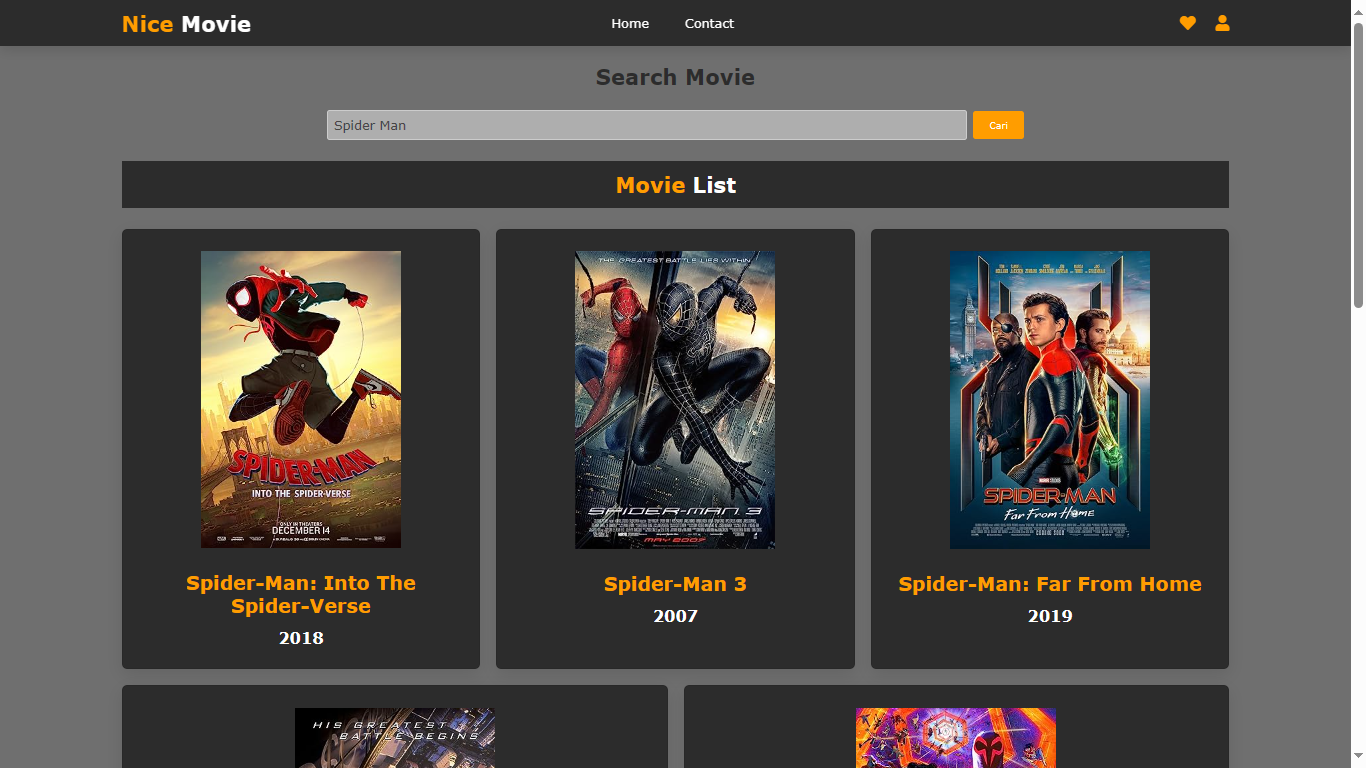 Nice Movie
Home Contact
Search Movie
Spider Man
Cari
Movie List
SPIDER-MAN
INTO THE SPIDER-VERSE
ONLY IN THEATERS
DECEMBER 14
THE GREATEST BATTLE LIES WITHIN
SPIDER-MAN 3
MAY 2007
MARVEL STUDIOS
SPIDER-MAN
Far From Home
Spider-Man: Into The
Spider-Verse
2018
Spider-Man 3
2007
Spider-Man: Far From Home
2019
HIS GREATEST
BATTLE BEGINS